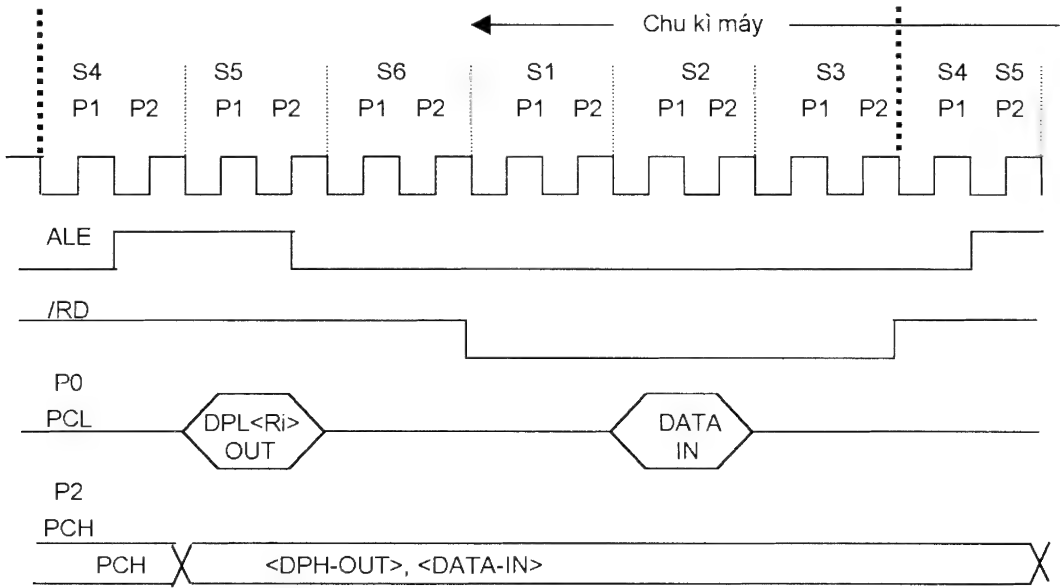 Chu kì máy
S4 S5 S6 S1 S2 S3 S4 S5
P1 P2 P1 P2 P1 P2 P1 P2 P1 P2 P1 P2 P1 P2
ALE
/RD
P0
PCL
DPL<Ri>
OUT
DATA
IN
P2
PCH
PCH <DPH-OUT>, <DATA-IN>